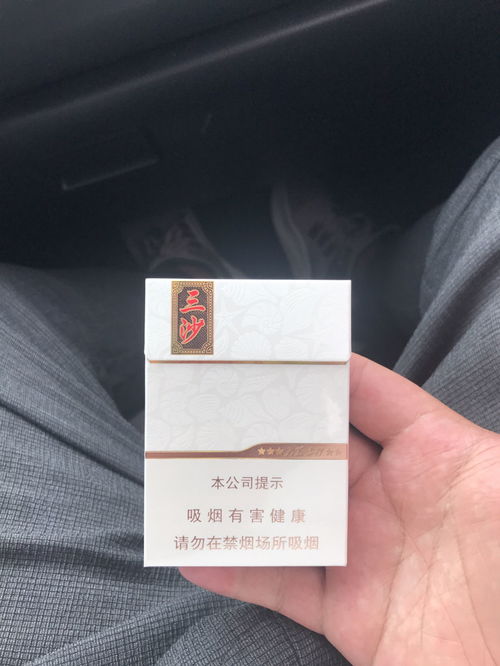 三沙
本公司提示
吸烟有害健康
请勿在禁烟场所吸烟